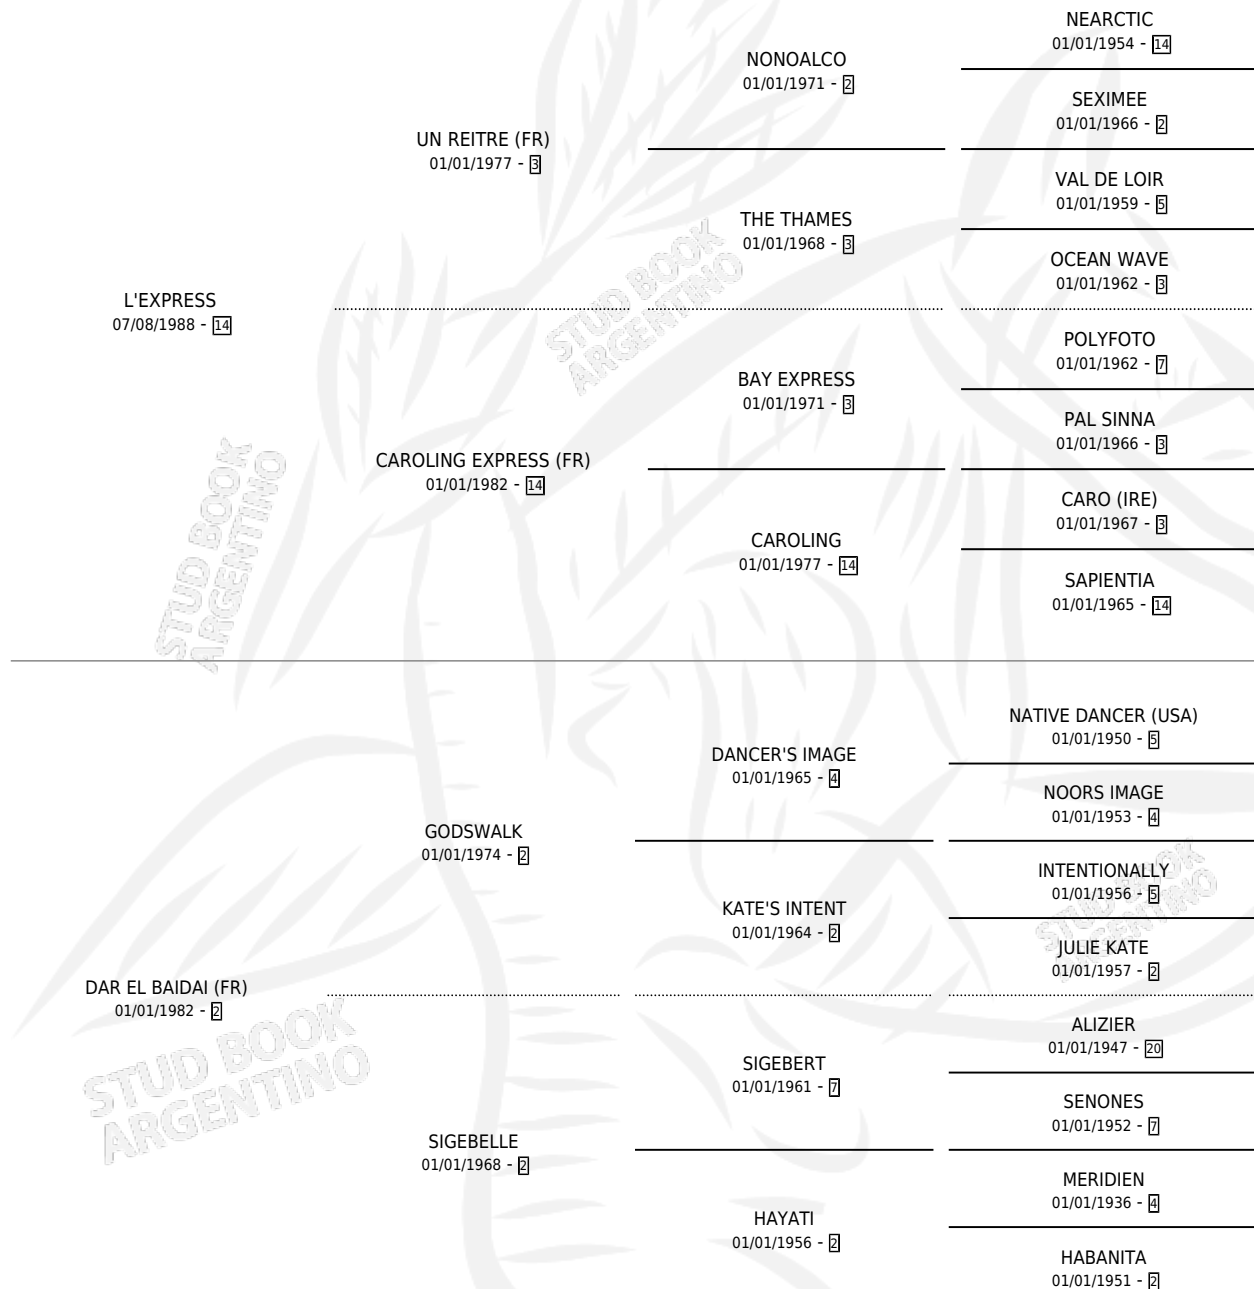 NEARCTIC
01/01/1954 - 14
NONOALCO
01/01/1971 - 2
SEXIMEE
01/01/1966 - 2
UN REITRE (FR)
01/01/1977 - 3
VAL DE LOIR
01/01/1959 - 5
THE THAMES
01/01/1968 - 3
OCEAN WAVE
01/01/1962 - 3
L'EXPRESS
07/08/1988 - 14
POLYFOTO
01/01/1962 - 7
BAY EXPRESS
01/01/1971 - 3
PAL SINNA
01/01/1966 - 3
CAROLING EXPRESS (FR)
01/01/1982 - 14
CARO (IRE)
01/01/1967 - 3
CAROLING
01/01/1977 - 14
SAPIENTIA
01/01/1965 - 14
NATIVE DANCER (USA)
01/01/1950 - 5
DANCER'S IMAGE
01/01/1965 - 4
NOORS IMAGE
01/01/1953 - 4
GODSWALK
01/01/1974 - 2
INTENTIONALLY
01/01/1956 - 5
KATE'S INTENT
01/01/1964 - 2
JULIE KATE
01/01/1957 - 2
DAR EL BAIDAI (FR)
01/01/1982 - 2
ALIZIER
01/01/1947 - 20
SIGEBERT
01/01/1961 - 7
SENONES
01/01/1952 - 7
SIGEBELLE
01/01/1968 - 2
MERIDIEN
01/01/1936 - 4
HAYATI
01/01/1956 - 2
HABANITA
01/01/1951 - 2
STUD BOOK
ARGENTINO
STUD BOOK
ARGENTINO
STUD BOOK
ARGENTINO
STUD BOOK
ARGENTINO